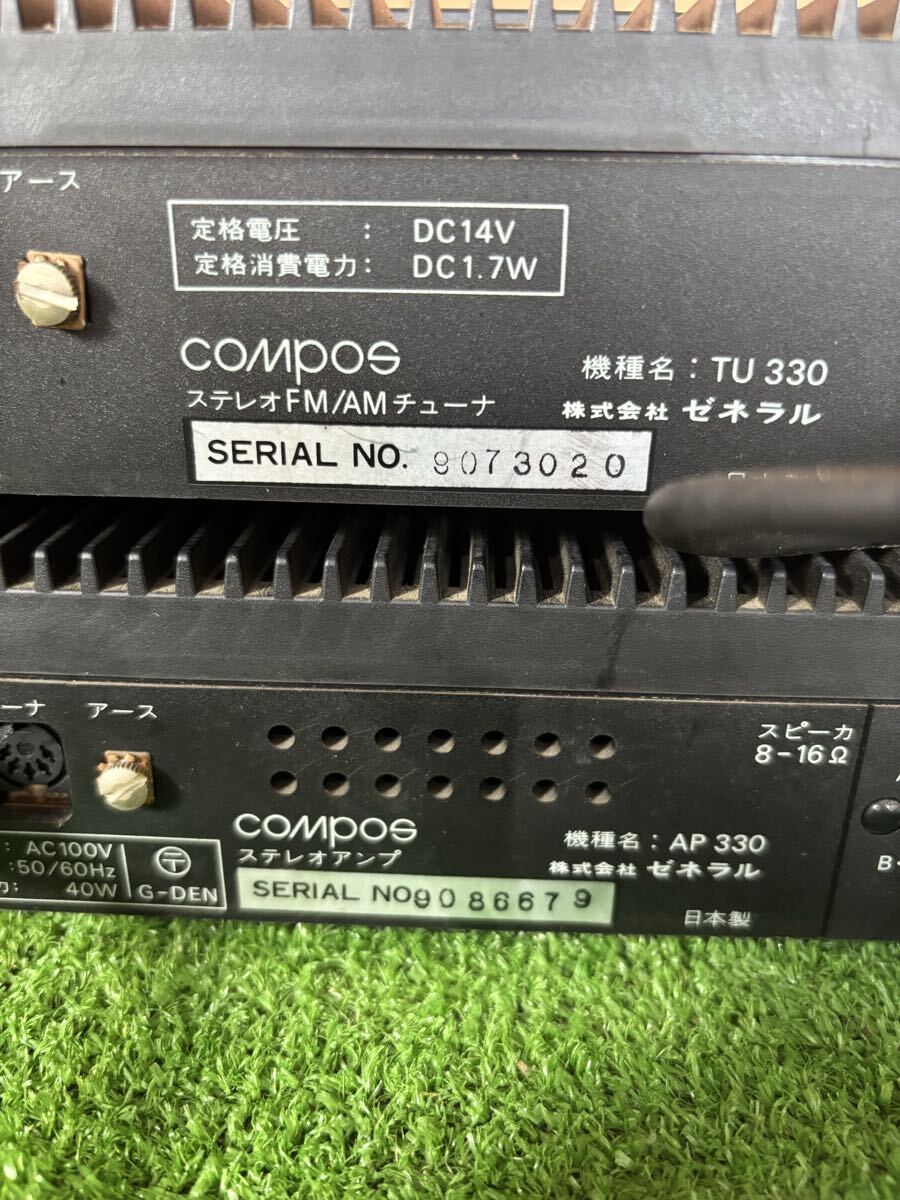 アース
定格電圧 : DC14V
定格消費電力: DC1.7W
compos
機種名: TU 330
ステレオFM/AMチューナ
株式会社 ゼネラル
SERIAL NO. 9073020
ーナ
アース
スピーカ
8-16Ω
compos
機種名: AP 330
: AC100V
ステレオアンプ
株式会社 ゼネラル
:50/60Hz
力: 40W
〒
G-DEN
SERIAL NO 9086679
日本製
B